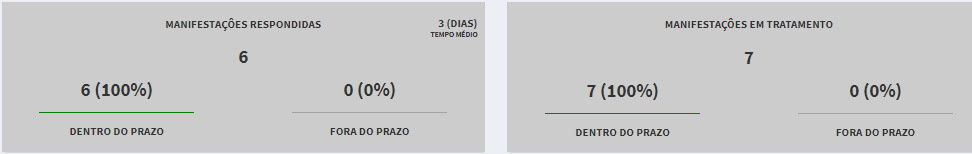 MANIFESTAÇÕES RESPONDIDAS
3 (DIAS)
TEMPO MÉDIO
6
6 (100%)
0 (0%)
DENTRO DO PRAZO
FORA DO PRAZO
MANIFESTAÇÕES EM TRATAMENTO
7
7 (100%)
0 (0%)
DENTRO DO PRAZO
FORA DO PRAZO